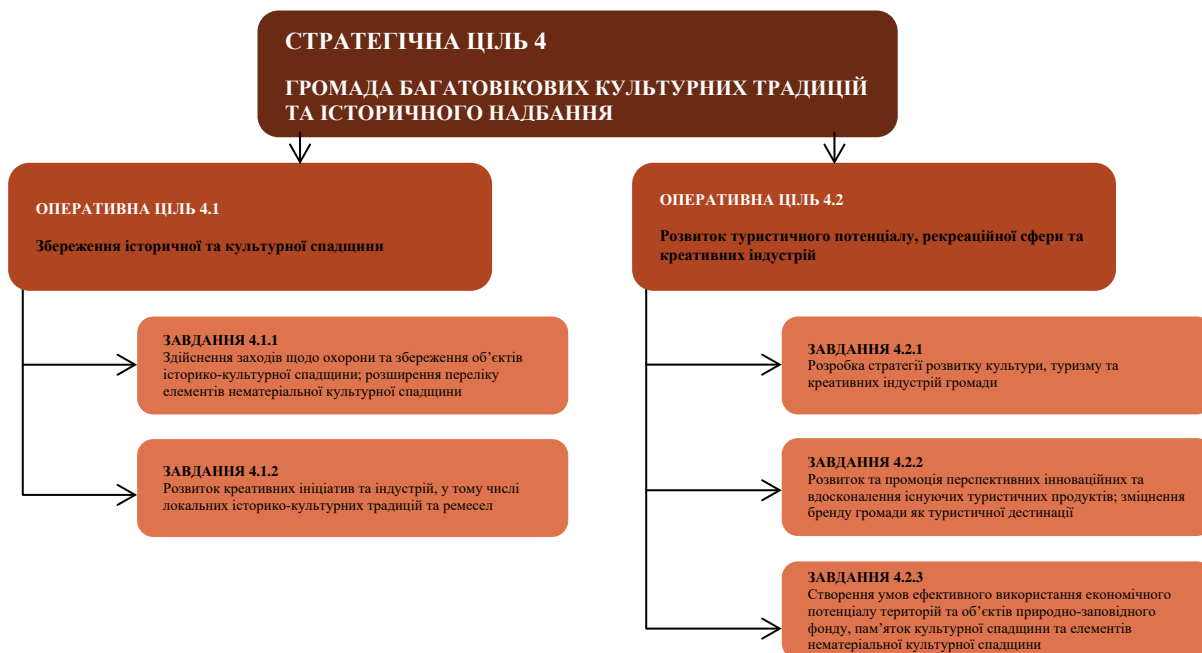 СТРАТЕГІЧНА ЦІЛЬ 4
ГРОМАДА БАГАТОВІКОВИХ КУЛЬТУРНИХ ТРАДИЦІЙ
ТА ІСТОРИЧНОГО НАДБАННЯ
ОПЕРАТИВНА ЦІЛЬ 4.1
Збереження історичної та культурної спадщини
ЗАВДАННЯ 4.1.1
Здійснення заходів щодо охорони та збереження об’єктів
історико-культурної спадщини; розширення переліку
елементів нематеріальної культурної спадщини
ЗАВДАННЯ 4.1.2
Розвиток креативних ініціатив та індустрій, у тому числі
локальних історико-культурних традицій та ремесел
ОПЕРАТИВНА ЦІЛЬ 4.2
Розвиток туристичного потенціалу, рекреаційної сфери та
креативних індустрій
ЗАВДАННЯ 4.2.1
Розробка стратегії розвитку культури, туризму та
креативних індустрій громади
ЗАВДАННЯ 4.2.2
Розвиток та промоція перспективних інноваційних та
вдосконалення існуючих туристичних продуктів; зміцнення
бренду громади як туристичної дестинації
ЗАВДАННЯ 4.2.3
Створення умов ефективного використання економічного
потенціалу територій та об’єктів природно-заповідного
фонду, пам’яток культурної спадщини та елементів
нематеріальної культурної спадщини